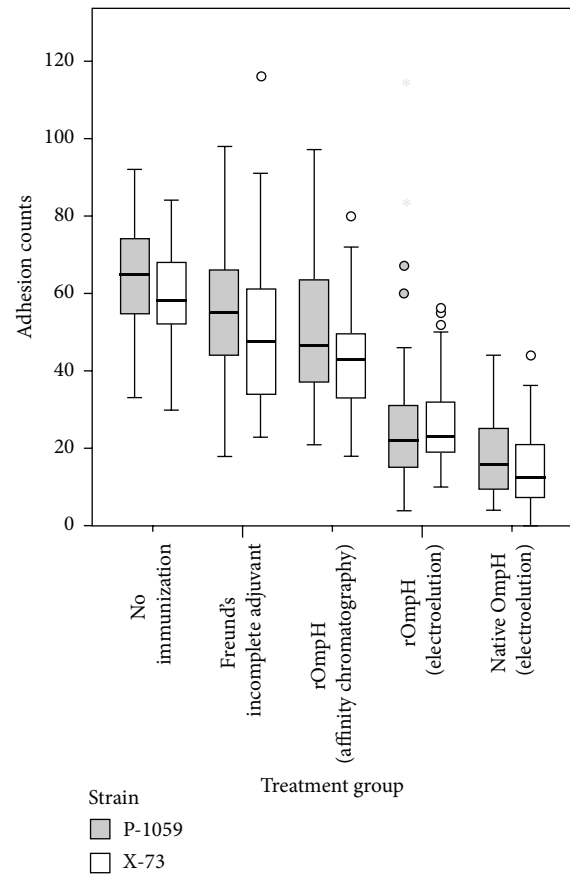 120
100
80
60
40
20
0
Adhesion counts
No
immunization
Freund's
incomplete adjuvant
rOmpH
(affinity chromatography)
rOmpH
(electroelution)
Native OmpH
(electroelution)
Treatment group
Strain
P-1059
X-73